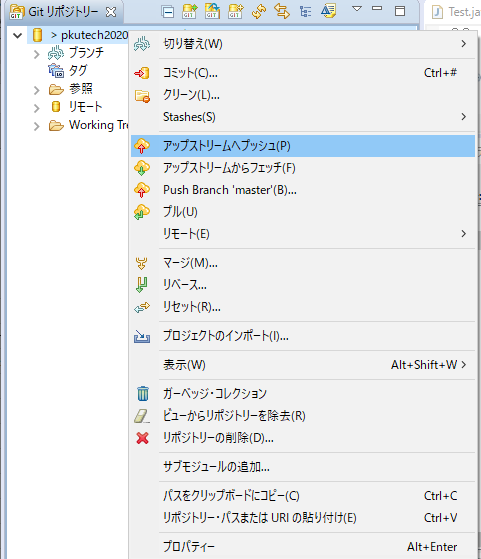 Git リポジトリー
Test.ja
> pkutech2020
ブランチ
タグ
参照
リモート
Working Tre
切り替え(W)
コミット(C)... Ctrl+#
クリーン(L)...
Stashes(S)
アップストリームへプッシュ(P)
アップストリームからフェッチ(F)
Push Branch 'master'(B)...
プル(U)
リモート(E)
マージ(M)...
リベース...
リセット(R)...
プロジェクトのインポート(I)...
表示(W) Alt+Shift+W
ガーベッジ・コレクション
ビューからリポジトリーを除去(R)
リポジトリーの削除(D)...
サブモジュールの追加...
パスをクリップボードにコピー(C) Ctrl+C
リポジトリー・パスまたは URI の貼り付け(E) Ctrl+V
プロパティー Alt+Enter